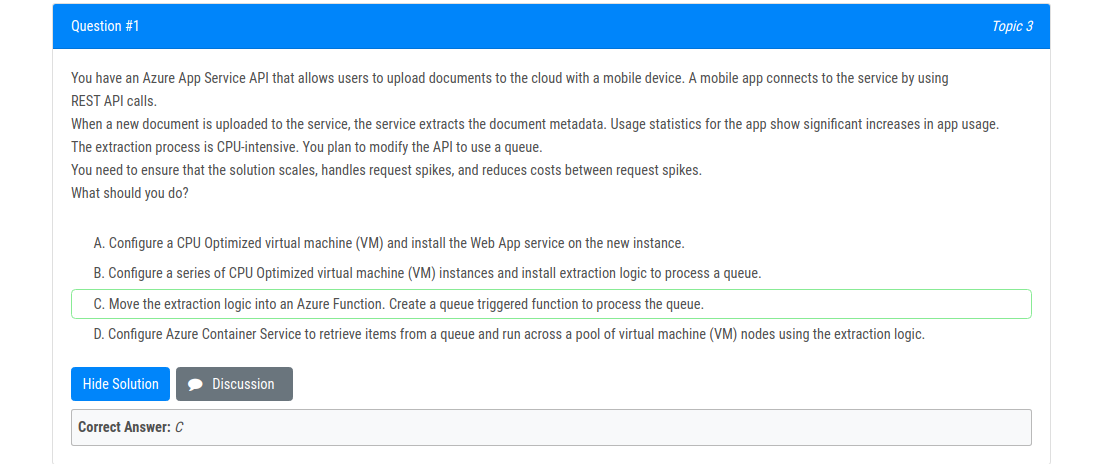 Question #1
Topic 3
You have an Azure App Service API that allows users to upload documents to the cloud with a mobile device. A mobile app connects to the service by using
REST API calls.
When a new document is uploaded to the service, the service extracts the document metadata. Usage statistics for the app show significant increases in app usage.
The extraction process is CPU-intensive. You plan to modify the API to use a queue.
You need to ensure that the solution scales, handles request spikes, and reduces costs between request spikes.
What should you do?
A. Configure a CPU Optimized virtual machine (VM) and install the Web App service on the new instance.
B. Configure a series of CPU Optimized virtual machine (VM) instances and install extraction logic to process a queue.
C. Move the extraction logic into an Azure Function. Create a queue triggered function to process the queue.
D. Configure Azure Container Service to retrieve items from a queue and run across a pool of virtual machine (VM) nodes using the extraction logic.
Hide Solution
Discussion
Correct Answer: C